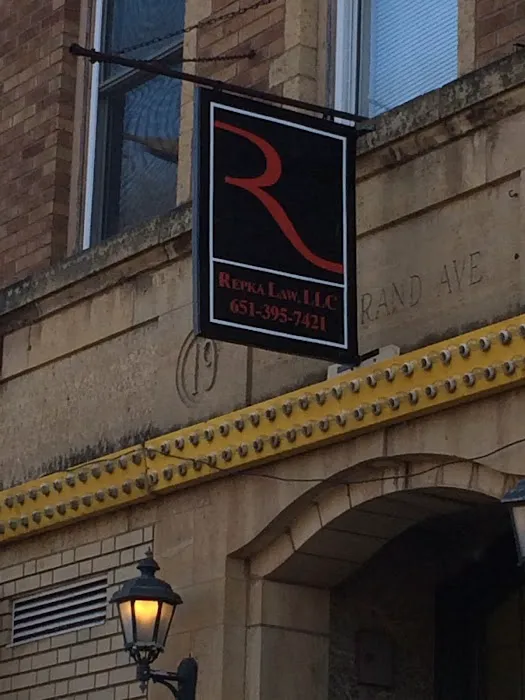 R
REPKA LAW, LLC
651-395-7421
RAND AVE
19